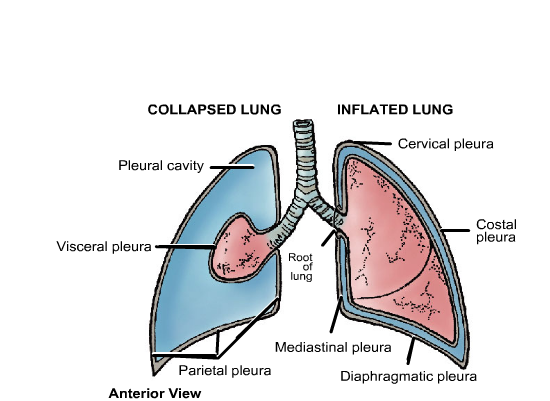 COLLAPSED LUNG
INFLATED LUNG
Cervical pleura
Pleural cavity
Costal
pleura
Visceral pleura
Root
of
lung
Mediastinal pleura
Parietal pleura
Diaphragmatic pleura
Anterior View